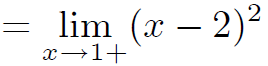 = lim_{x→1+} (x − 2)²